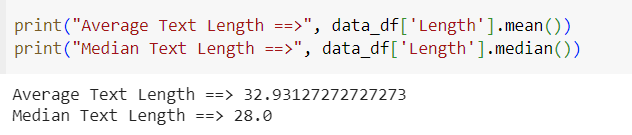 print("Average Text Length ==>", data_df['Length'].mean())
print("Median Text Length ==>", data_df['Length'].median())
Average Text Length ==> 32.93127272727273
Median Text Length ==> 28.0